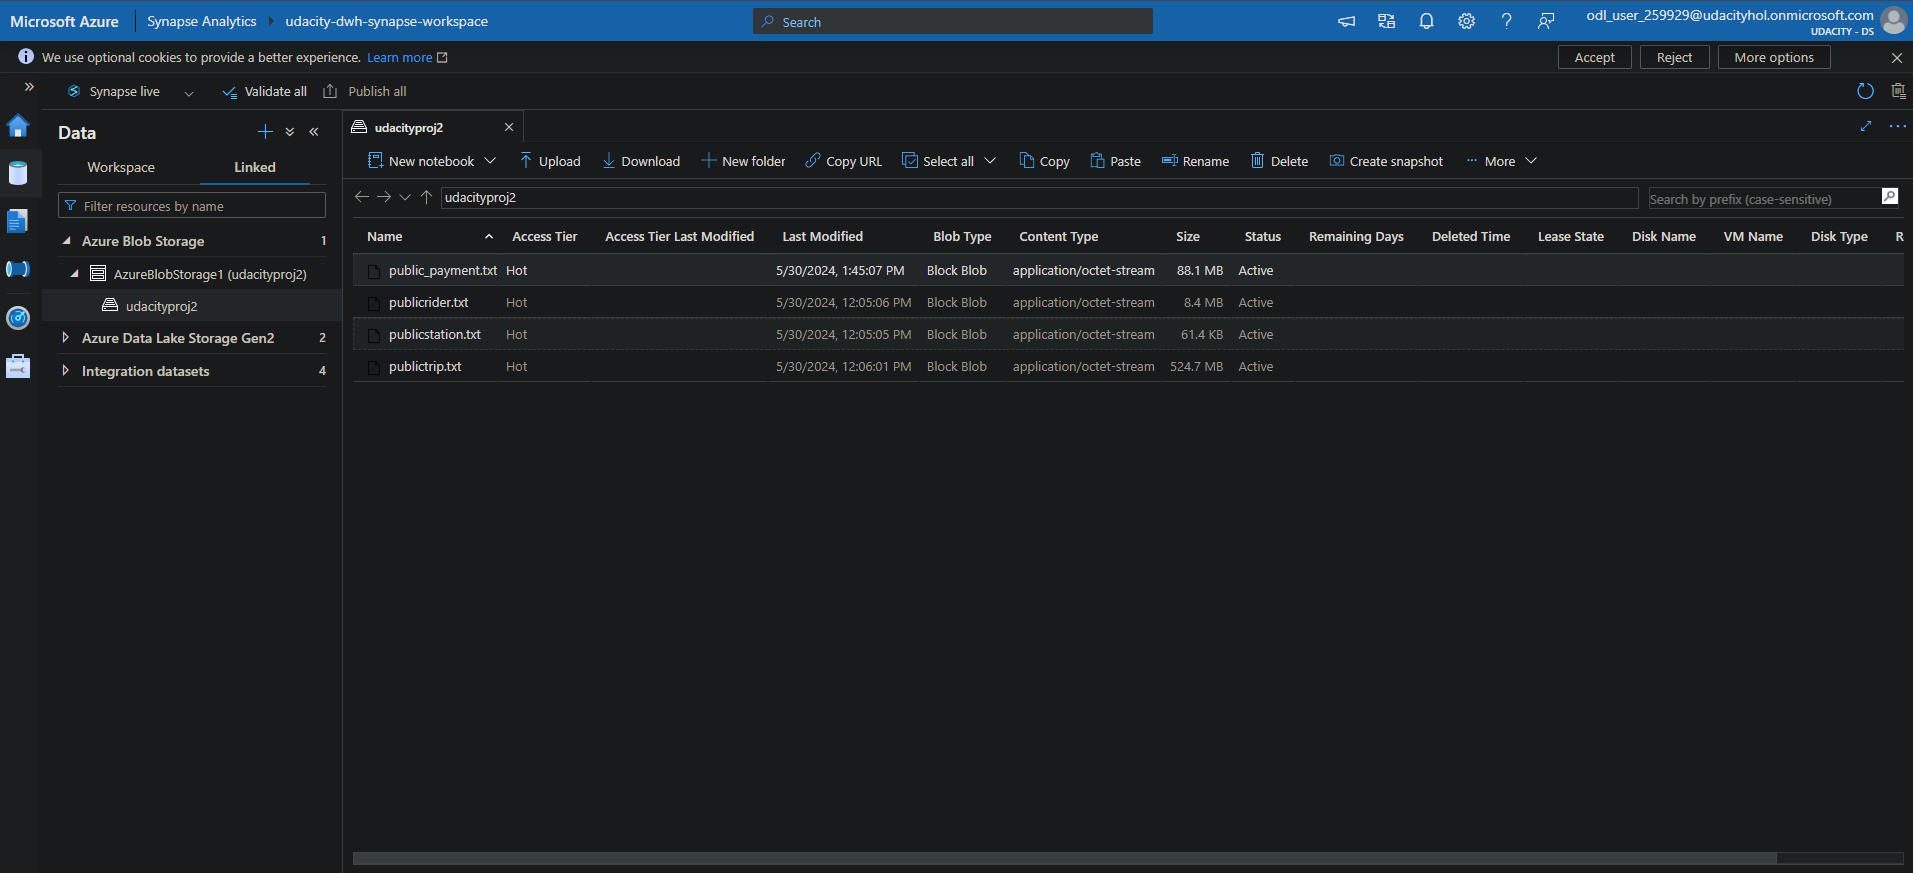 Microsoft Azure Synapse Analytics udacity-dwh-synapse-workspace Search odl_user_259929@udacityhol.onmicrosoft.com
UDACITY - DS
We use optional cookies to provide a better experience. Learn more Accept Reject More options
Synapse live Validate all Publish all
Data
Workspace Linked
Filter resources by name
Azure Blob Storage 1
AzureBlobStorage1 (udacityproj2)
udacityproj2
Azure Data Lake Storage Gen2 2
Integration datasets 4
udacityproj2
New notebook Upload Download New folder Copy URL Select all Copy Paste Rename Delete Create snapshot More
udacityproj2 Search by prefix (case-sensitive)
Name Access Tier Access Tier Last Modified Last Modified Blob Type Content Type Size Status Remaining Days Deleted Time Lease State Disk Name VM Name Disk Type R
public_payment.txt Hot 5/30/2024, 1:45:07 PM Block Blob application/octet-stream 88.1 MB Active
publicrider.txt Hot 5/30/2024, 12:05:06 PM Block Blob application/octet-stream 8.4 MB Active
publicstation.txt Hot 5/30/2024, 12:05:05 PM Block Blob application/octet-stream 61.4 KB Active
publictrip.txt Hot 5/30/2024, 12:06:01 PM Block Blob application/octet-stream 524.7 MB Active